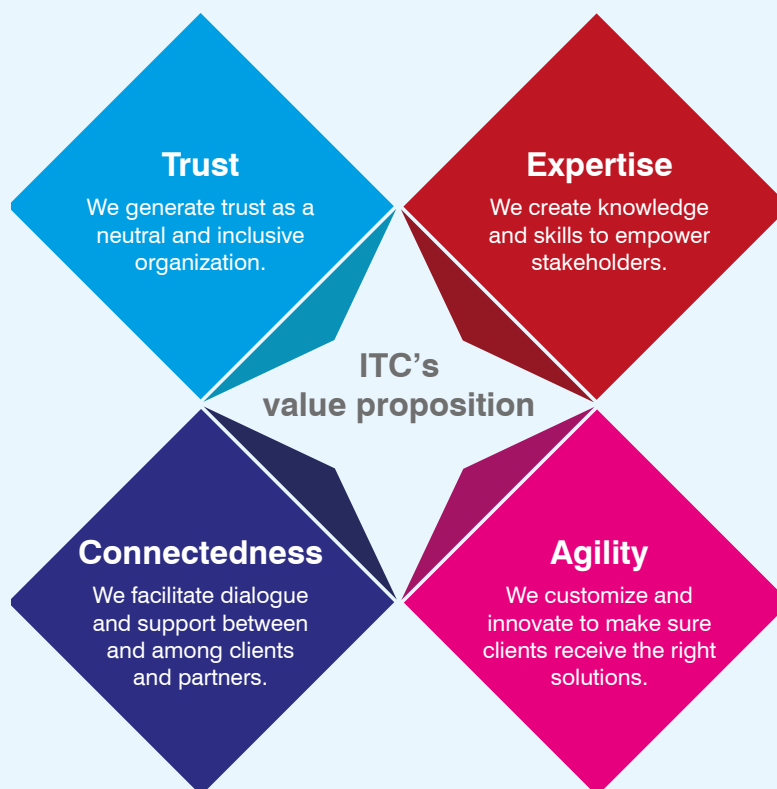 Trust
We generate trust as a
neutral and inclusive
organization.
Expertise
We create knowledge
and skills to empower
stakeholders.
ITC’s
value proposition
Connectedness
We facilitate dialogue
and support between
and among clients
and partners.
Agility
We customize and
innovate to make sure
clients receive the right
solutions.